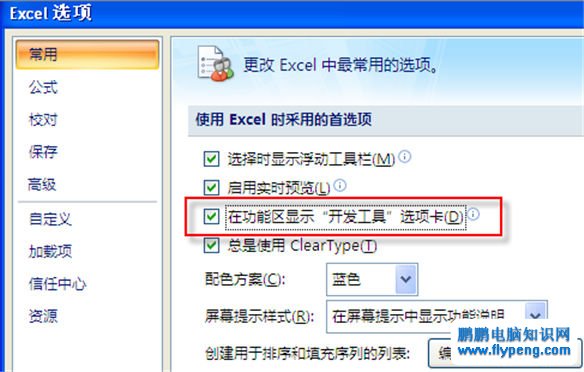 Excel 选项
常用
公式
校对
保存
高级
自定义
加载项
信任中心
资源
更改 Excel 中最常用的选项。
使用 Excel 时采用的首选项
选择时显示浮动工具栏(M)
启用实时预览(L)
在功能区显示“开发工具”选项卡(D)
总是使用 ClearType(T)
配色方案(C): 蓝色
屏幕提示样式(R): 在屏幕提示中显示功能说明
创建用于排序和填充序列的列表:
鹏鹏电脑知识网
www.flypeng.com